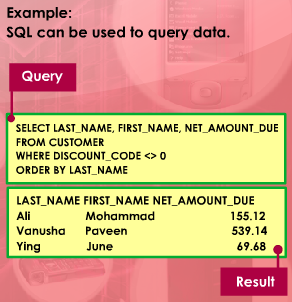 Example:
SQL can be used to query data.
Query
SELECT LAST_NAME, FIRST_NAME, NET_AMOUNT_DUE
FROM CUSTOMER
WHERE DISCOUNT_CODE <> 0
ORDER BY LAST_NAME
LAST_NAME FIRST_NAME NET_AMOUNT_DUE
Ali Mohammad 155.12
Vanusha Paveen 539.14
Ying June 69.68
Result